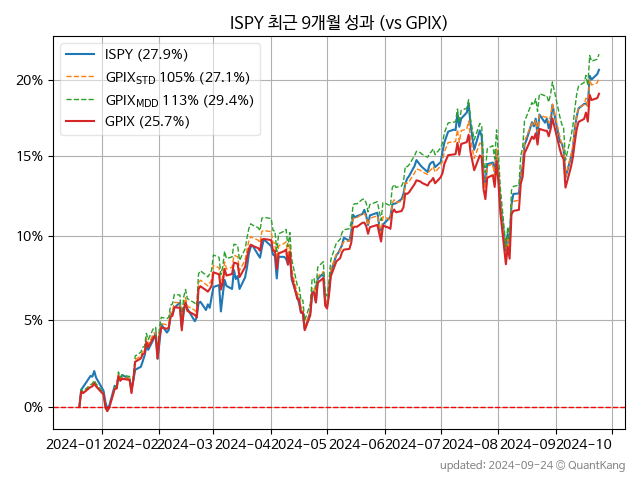 ISPY 최근 9개월 성과 (vs GPIX)
ISPY (27.9%)
GPIXSTD 105% (27.1%)
GPIXMDD 113% (29.4%)
GPIX (25.7%)
20%
15%
10%
5%
0%
2024-01 2024-02 2024-03 2024-04 2024-05 2024-06 2024-07 2024-08 2024-09 2024-10
updated: 2024-09-24 © QuantKang